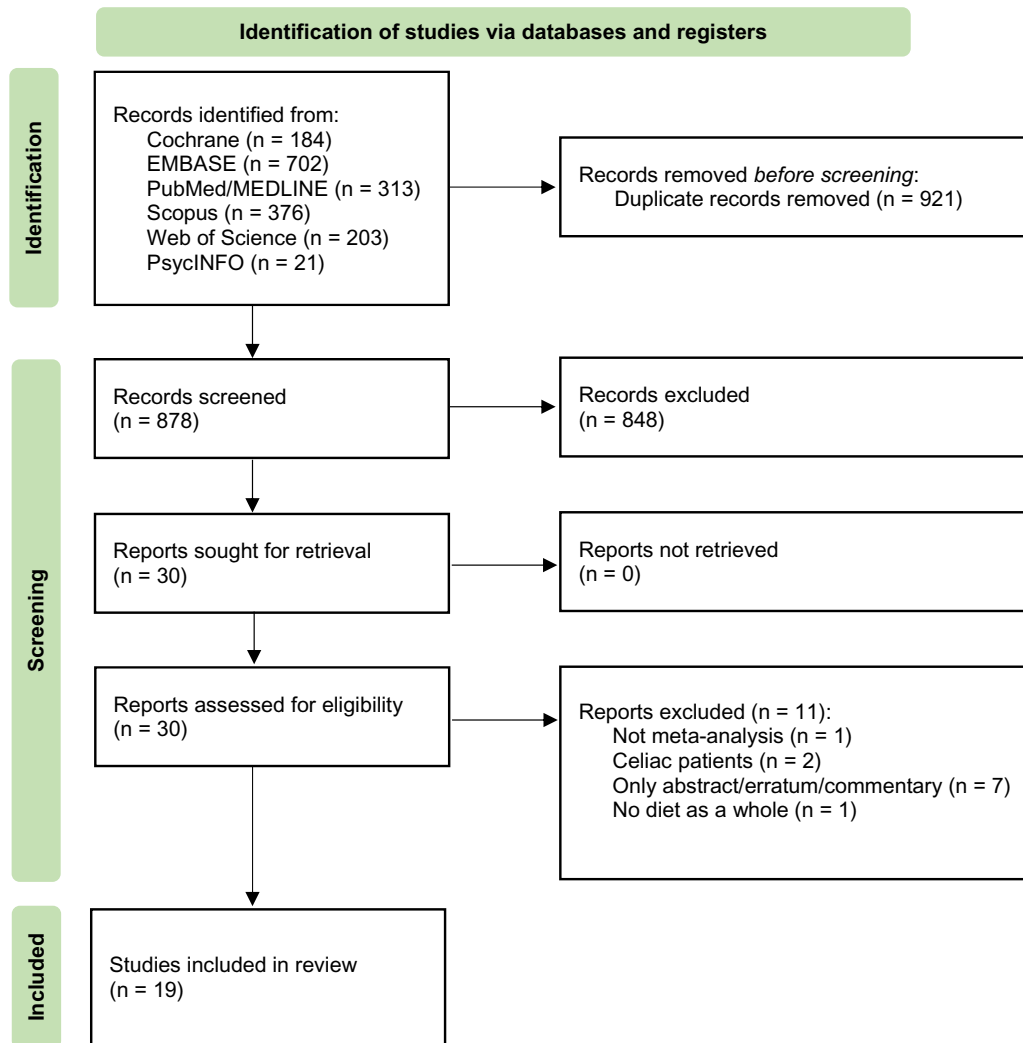 Identification of studies via databases and registers
Identification
Records identified from:
Cochrane (n = 184)
EMBASE (n = 702)
PubMed/MEDLINE (n = 313)
Scopus (n = 376)
Web of Science (n = 203)
PsycINFO (n = 21)
Records removed before screening:
Duplicate records removed (n = 921)
Screening
Records screened
(n = 878)
Records excluded
(n = 848)
Reports sought for retrieval
(n = 30)
Reports not retrieved
(n = 0)
Reports assessed for eligibility
(n = 30)
Reports excluded (n = 11):
Not meta-analysis (n = 1)
Celiac patients (n = 2)
Only abstract/erratum/commentary (n = 7)
No diet as a whole (n = 1)
Included
Studies included in review
(n = 19)